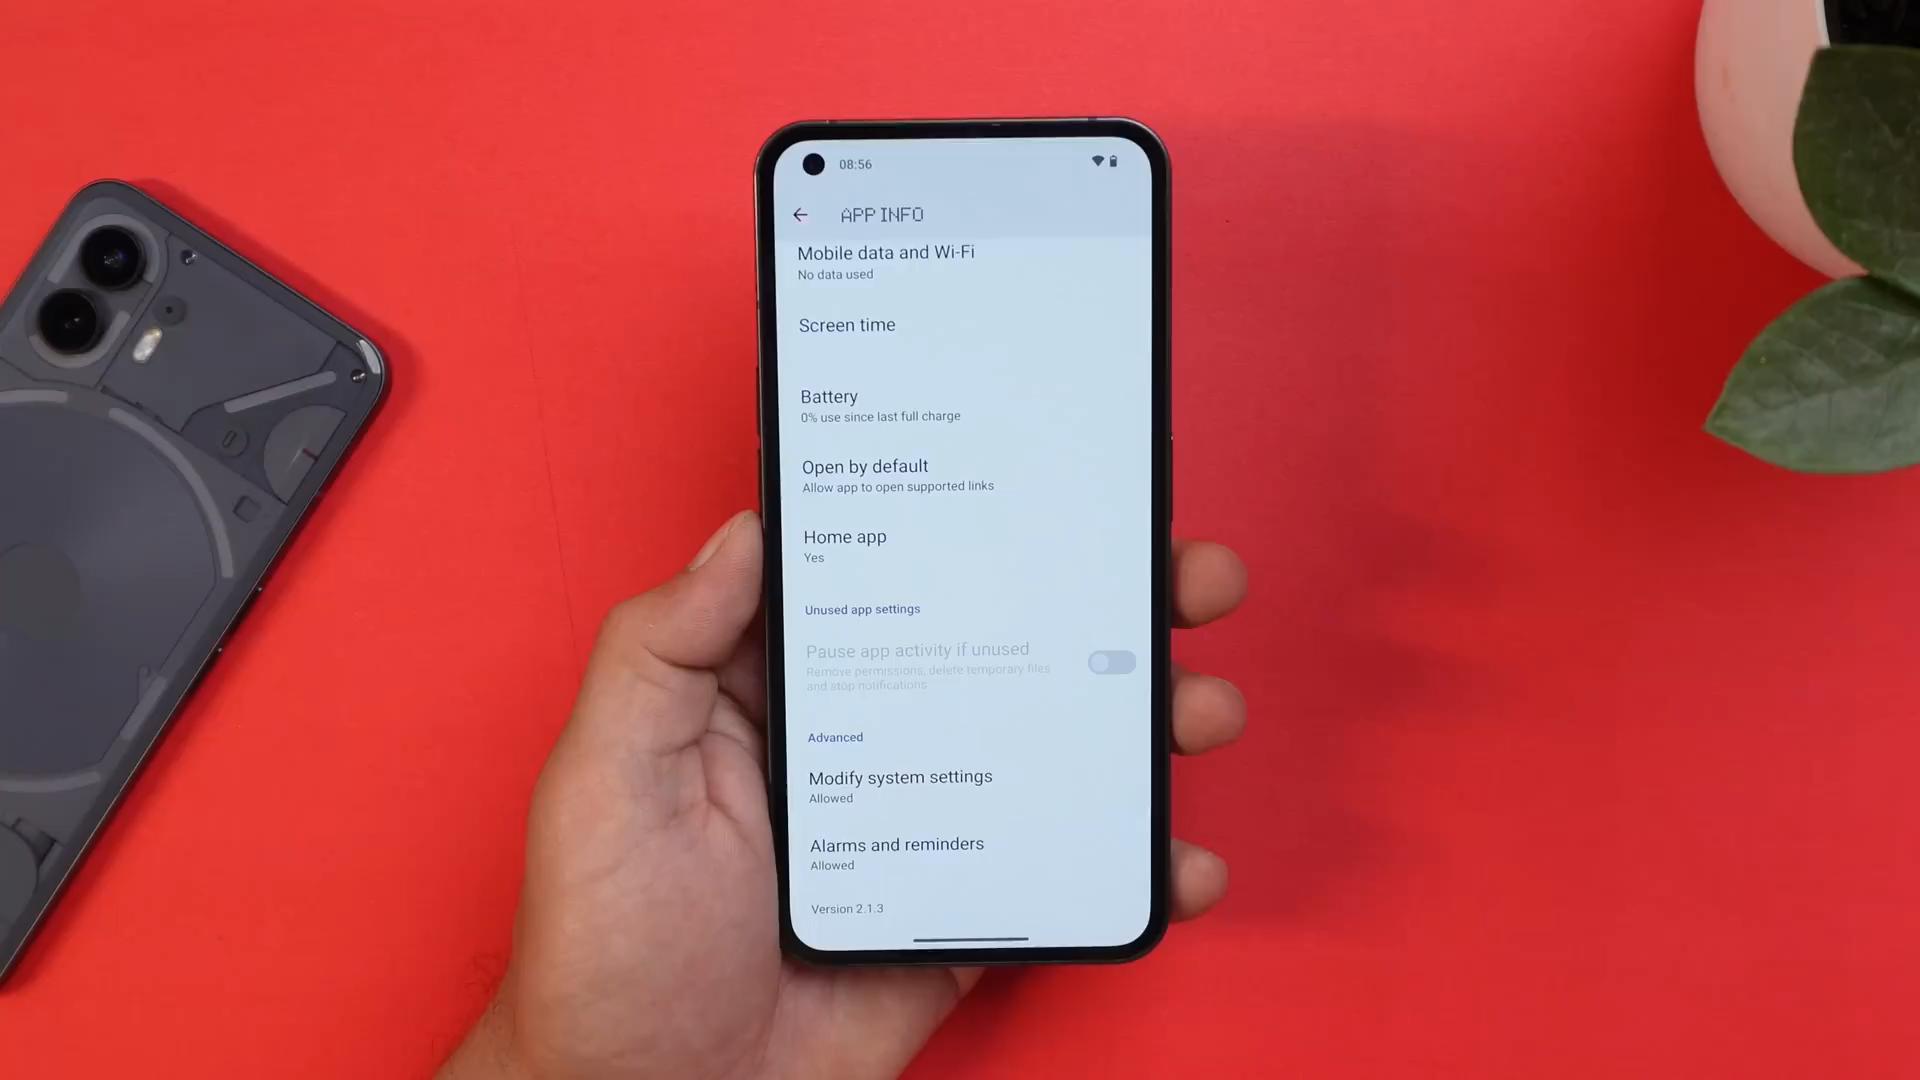 08:56
APP INFO
Mobile data and Wi-Fi
No data used
Screen time
Battery
0% use since last full charge
Open by default
Allow app to open supported links
Home app
Yes
Unused app settings
Pause app activity if unused
Remove permissions, delete temporary files
and stop notifications
Advanced
Modify system settings
Allowed
Alarms and reminders
Allowed
Version 2.1.3